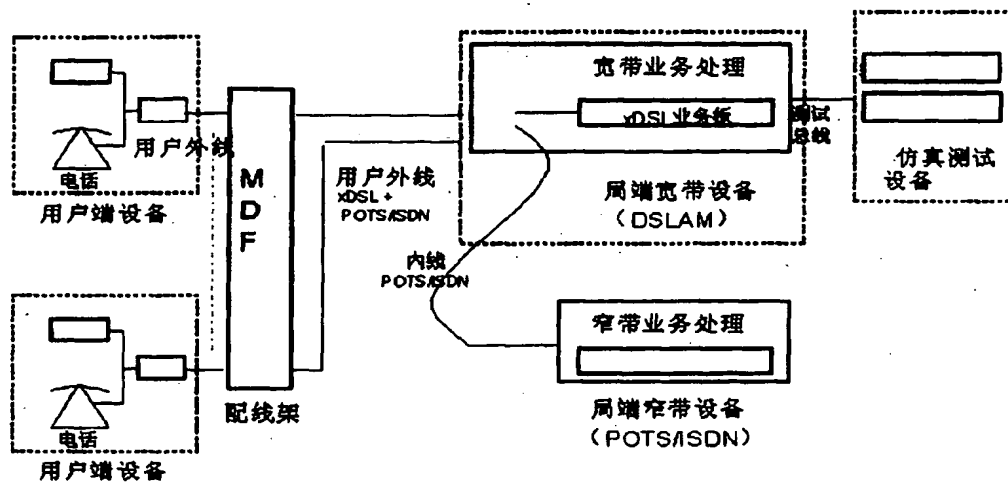 电话
用户端设备
用户外线
MDF
配线架
电话
用户端设备
用户外线
xDSL +
POTS/ISDN
宽带业务处理
xDSL业务板
局端宽带设备
(DSLAM)
内线
POTS/ISDN
窄带业务处理
局端窄带设备
(POTS/ISDN)
测试
总线
仿真测试
设备